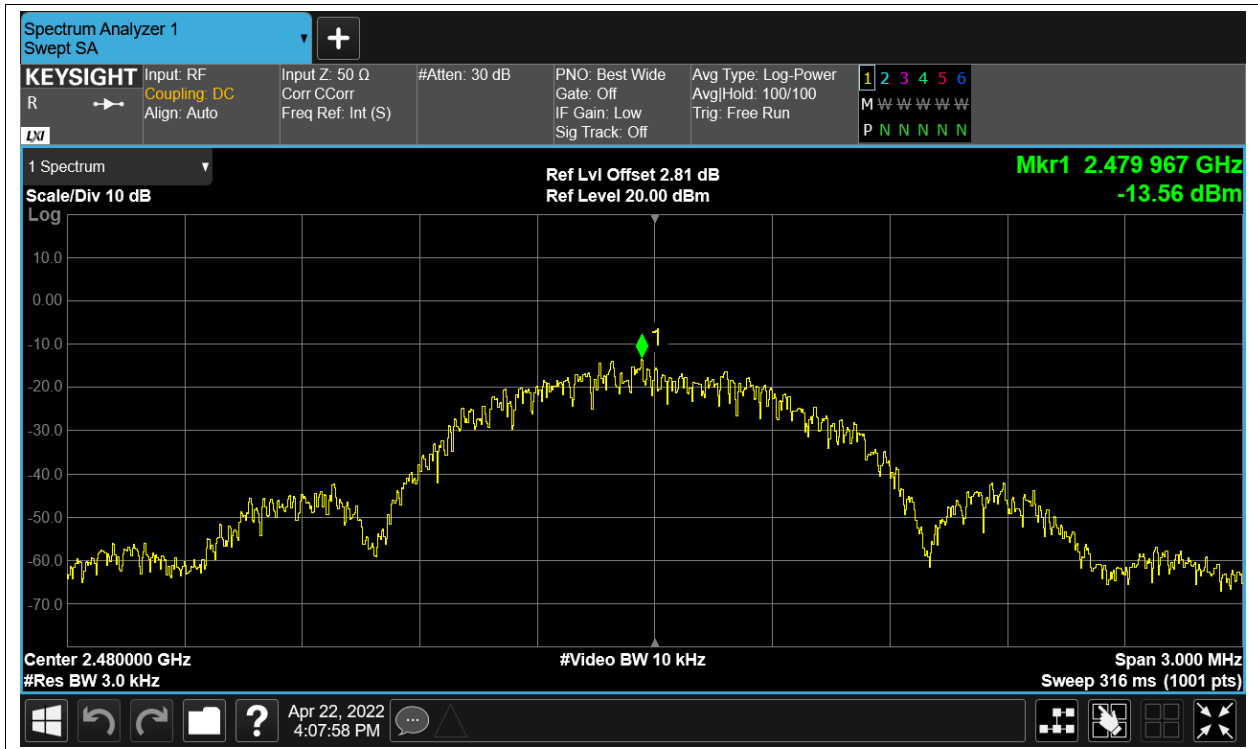 Spectrum Analyzer 1
Swept SA
+
KEYSIGHT
R
LXI
Input: RF
Coupling: DC
Align: Auto
Input Z: 50 Ω
Corr CCorr
Freq Ref: Int (S)
#Atten: 30 dB
PNO: Best Wide
Gate: Off
IF Gain: Low
Sig Track: Off
Avg Type: Log-Power
Avg|Hold: 100/100
Trig: Free Run
1 2 3 4 5 6
M W W W W W
P N N N N N
1 Spectrum
Scale/Div 10 dB
Ref Lvl Offset 2.81 dB
Ref Level 20.00 dBm
Mkr1 2.479 967 GHz
-13.56 dBm
Log
10.0
0.00
-10.0
-20.0
-30.0
-40.0
-50.0
-60.0
-70.0
1
Center 2.480000 GHz
#Res BW 3.0 kHz
#Video BW 10 kHz
Span 3.000 MHz
Sweep 316 ms (1001 pts)
?
Apr 22, 2022
4:07:58 PM